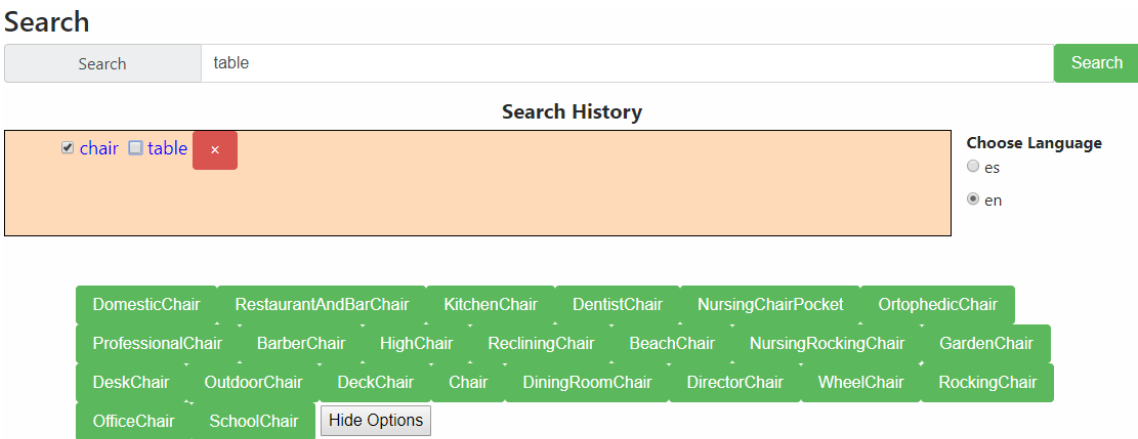 Search
Search table Search
Search History
chair table × Choose Language
es
en
DomesticChair RestaurantAndBarChair KitchenChair DentistChair NursingChairPocket OrtophedicChair
ProfessionalChair BarberChair HighChair RecliningChair BeachChair NursingRockingChair GardenChair
DeskChair OutdoorChair DeckChair Chair DiningRoomChair DirectorChair WheelChair RockingChair
OfficeChair SchoolChair Hide Options